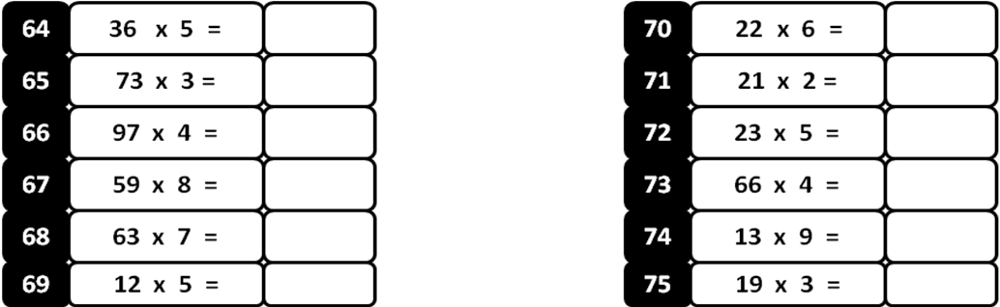 64 36 x 5 =
65 73 x 3 =
66 97 x 4 =
67 59 x 8 =
68 63 x 7 =
69 12 x 5 =
70 22 x 6 =
71 21 x 2 =
72 23 x 5 =
73 66 x 4 =
74 13 x 9 =
75 19 x 3 =